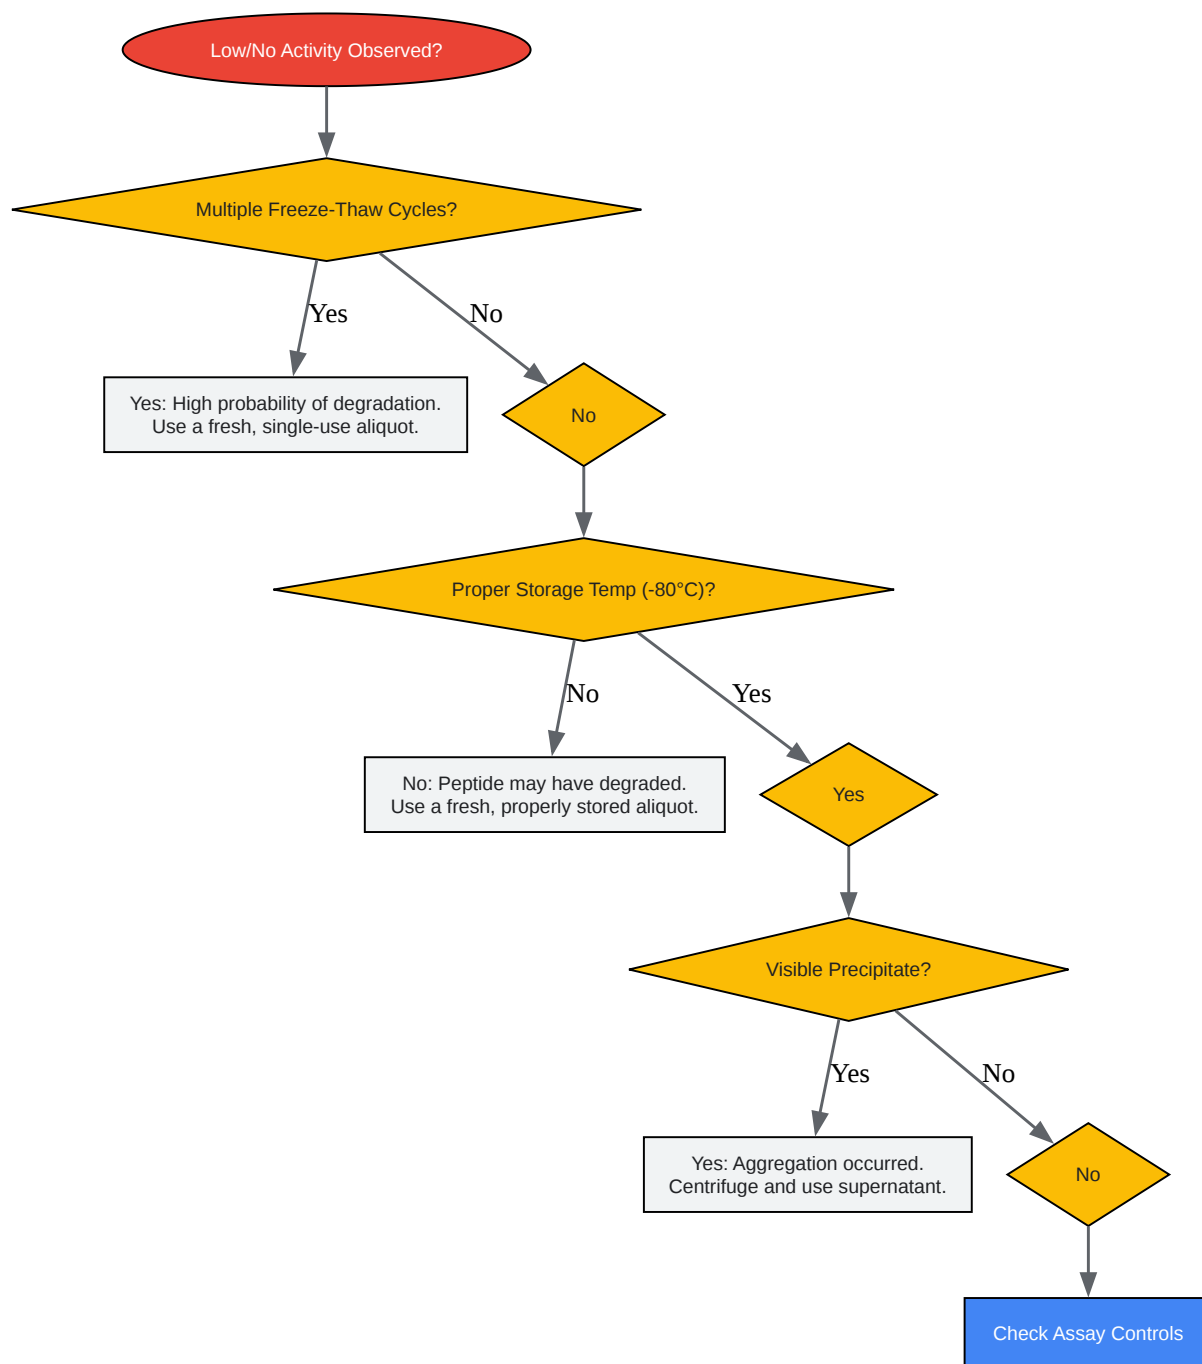 Low/No Activity Observed?
Multiple Freeze-Thaw Cycles?
Yes
No
Yes: High probability of degradation.
Use a fresh, single-use aliquot.
No
Proper Storage Temp (-80°C)?
No
Yes
No: Peptide may have degraded.
Use a fresh, properly stored aliquot.
Yes
Visible Precipitate?
Yes
No
Yes: Aggregation occurred.
Centrifuge and use supernatant.
No
Check Assay Controls